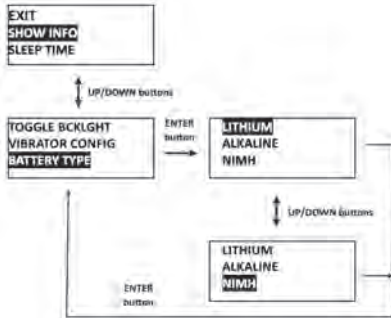 EXIT
SHOW INFO
SLEEP TIME
UP/DOWN buttons
TOGGLE BCKLGHT
VIBRATOR CONFIG
BATTERY TYPE
ENTER
button
LITHIUM
ALKALINE
NIMH
UP/DOWN buttons
LITHIUM
ALKALINE
NIMH
ENTER
button